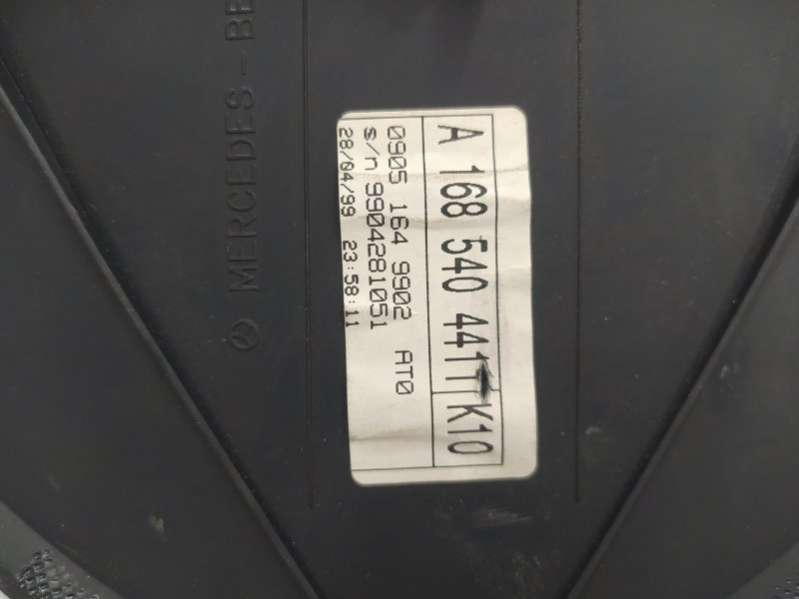 A 168 540 4411 K10
0905 164 9902 AT0
s/n 9904281051
28/04/99 23:58:11
MERCEDES - BE